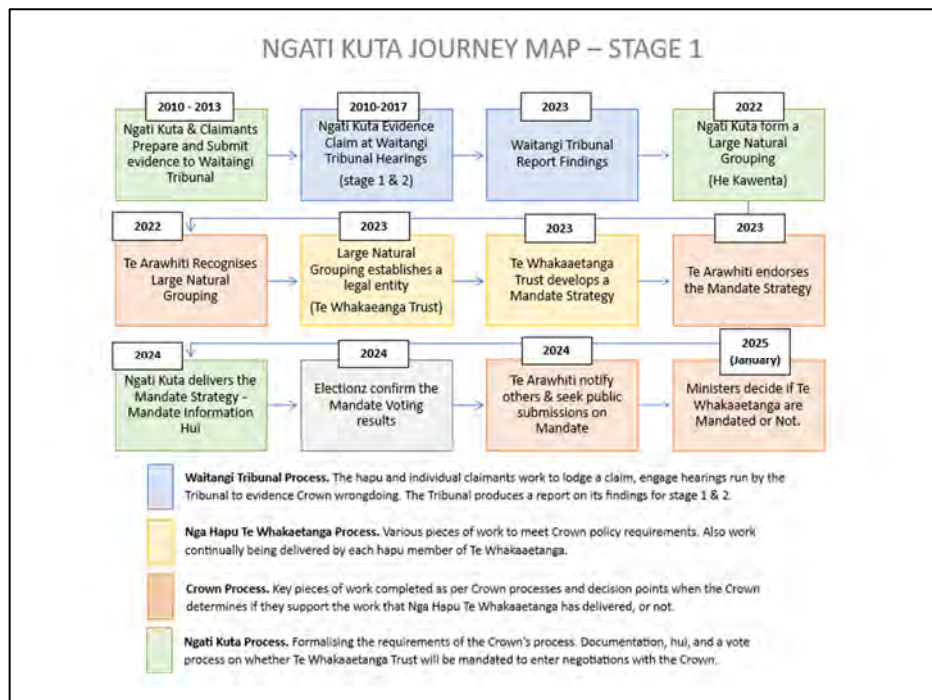 NGATI KUTA JOURNEY MAP – STAGE 1
2010 - 2013
Ngati Kuta & Claimants
Prepare and Submit
evidence to Waitaingi
Tribunal
2010-2017
Ngati Kuta Evidence
Claim at Waitangi
Tribunal Hearings
(stage 1 & 2)
2023
Waitangi Tribunal
Report Findings
2022
Ngati Kuta form a
Large Natural
Grouping
(He Kawenta)
2022
Te Arawhiti Recognises
Large Natural
Grouping
2023
Large Natural
Grouping establishes a
legal entity
(Te Whakaeanga Trust)
2023
Te Whakaaetanga
Trust develops a
Mandate Strategy
2023
Te Arawhiti endorses
the Mandate Strategy
2024
Ngati Kuta delivers the
Mandate Strategy -
Mandate Information
Hui
2024
Electionz confirm the
Mandate Voting
results
2024
Te Arawhiti notify
others & seek public
submissions on
Mandate
2025
(January)
Ministers decide if Te
Whakaaetanga are
Mandated or Not.
Waitangi Tribunal Process. The hapu and individual claimants work to lodge a claim, engage hearings run by the
Tribunal to evidence Crown wrongdoing. The Tribunal produces a report on its findings for stage 1 & 2.
Nga Hapu Te Whakaetanga Process. Various pieces of work to meet Crown policy requirements. Also work
continually being delivered by each hapu member of Te Whakaaetanga.
Crown Process. Key pieces of work completed as per Crown processes and decision points when the Crown
determines if they support the work that Nga Hapu Te Whakaaetanga has delivered, or not.
Ngati Kuta Process. Formalising the requirements of the Crown's process. Documentation, hui, and a vote
process on whether Te Whakaaetanga Trust will be mandated to enter negotiations with the Crown.